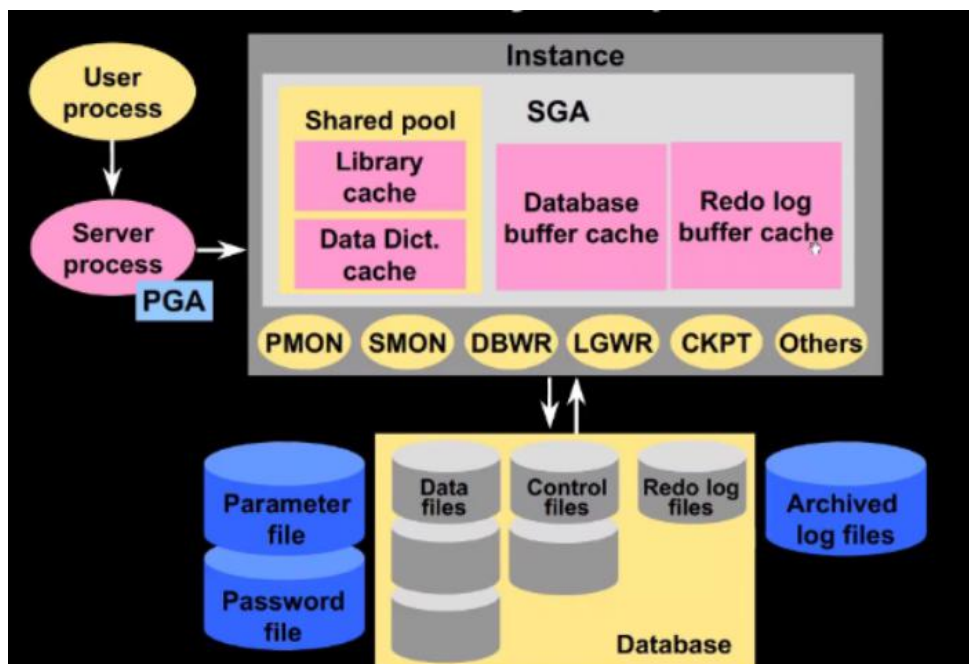 Instance
User
process
Shared pool
SGA
Library
cache
Data Dict.
cache
Database
buffer cache
Redo log
buffer cache
Server
process
PGA
PMON
SMON
DBWR
LGWR
CKPT
Others
Parameter
file
Password
file
Data
files
Control
files
Redo log
files
Archived
log files
Database